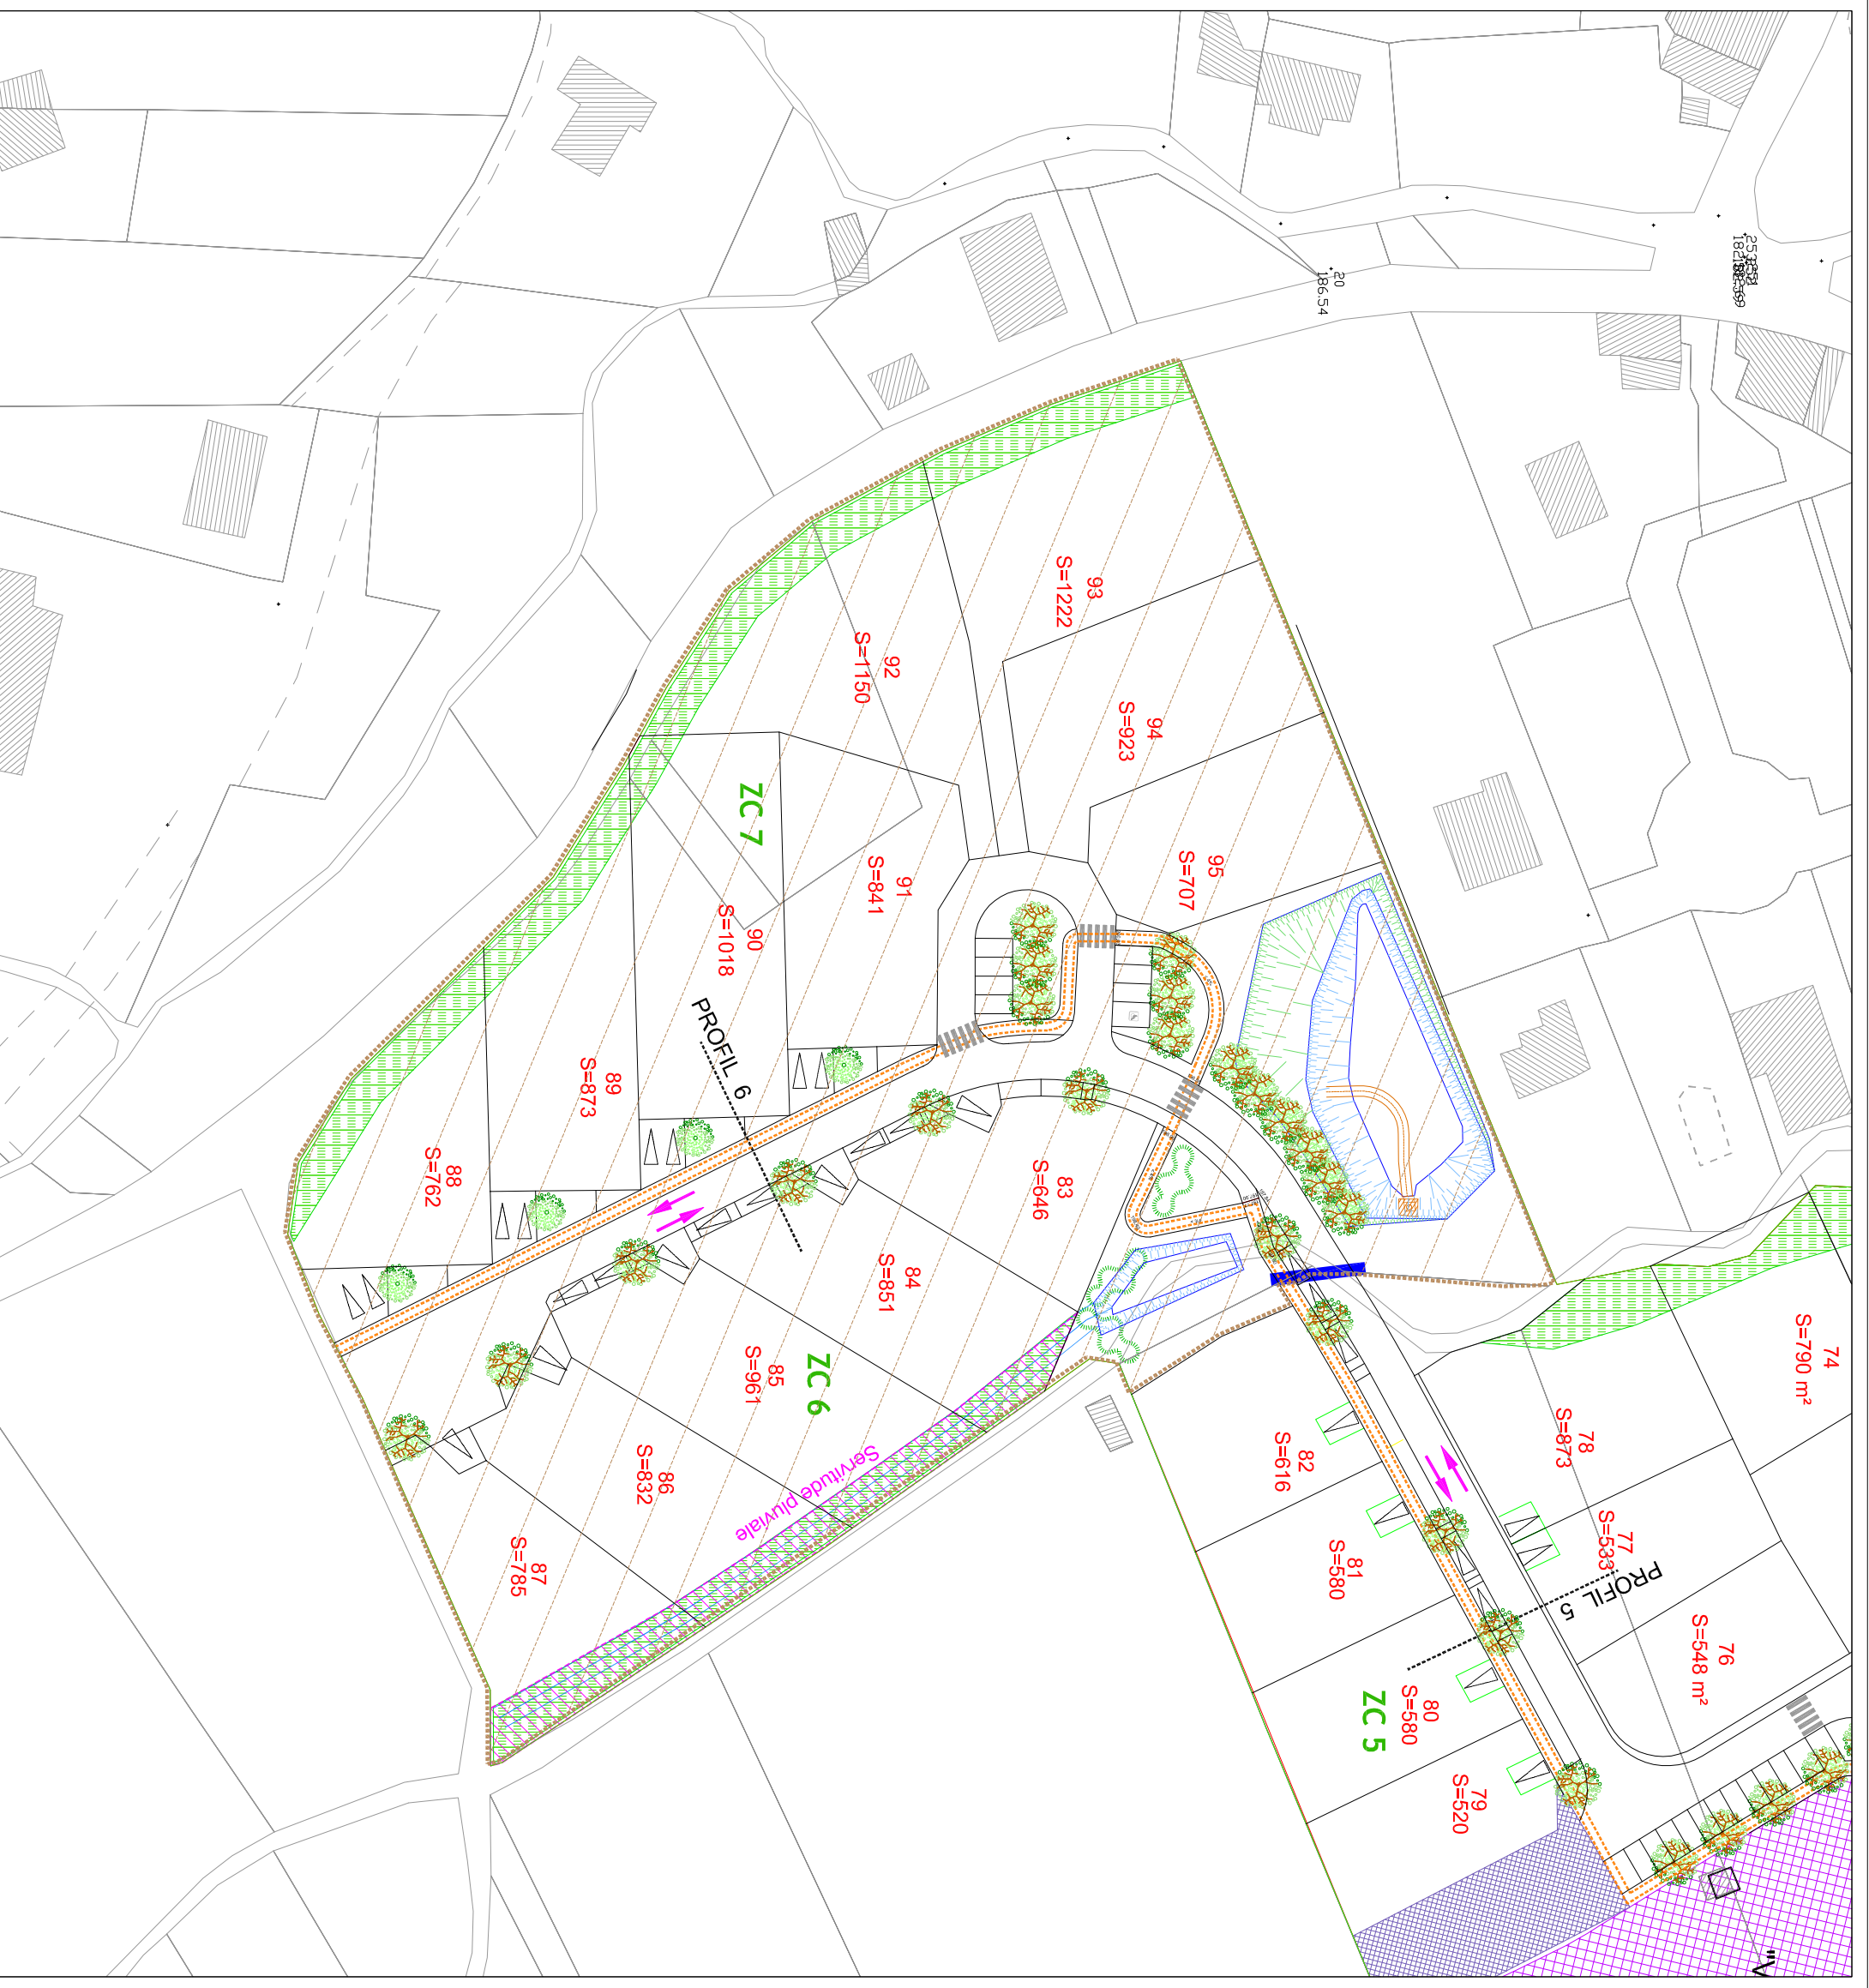 20
186.54
93
S=1222
92
S=1150
94
S=923
95
S=707
ZC 7
91
S=841
90
S=1018
PROFIL 6
89
S=873
88
S=762
83
S=646
84
S=851
85
S=961
ZC 6
86
S=832
87
S=785
Servitude pluviale
74
S=790 m²
78
S=873
77
S=533
PROFIL 5
76
S=548 m²
82
S=616
81
S=580
80
S=580
ZC 5
79
S=520